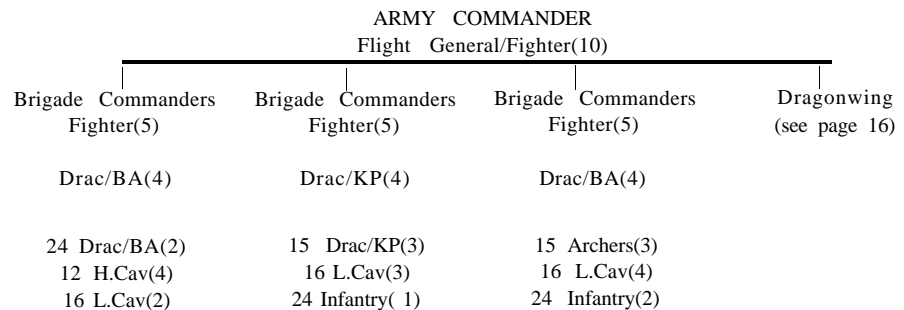 ARMY COMMANDER
Flight General/Fighter(10)
Brigade Commanders Brigade Commanders Brigade Commanders Dragonwing
Fighter(5) Fighter(5) Fighter(5) (see page 16)
Drac/BA(4) Drac/KP(4) Drac/BA(4)
24 Drac/BA(2) 15 Drac/KP(3) 15 Archers(3)
12 H.Cav(4) 16 L.Cav(3) 16 L.Cav(4)
16 L.Cav(2) 24 Infantry( 1) 24 Infantry(2)